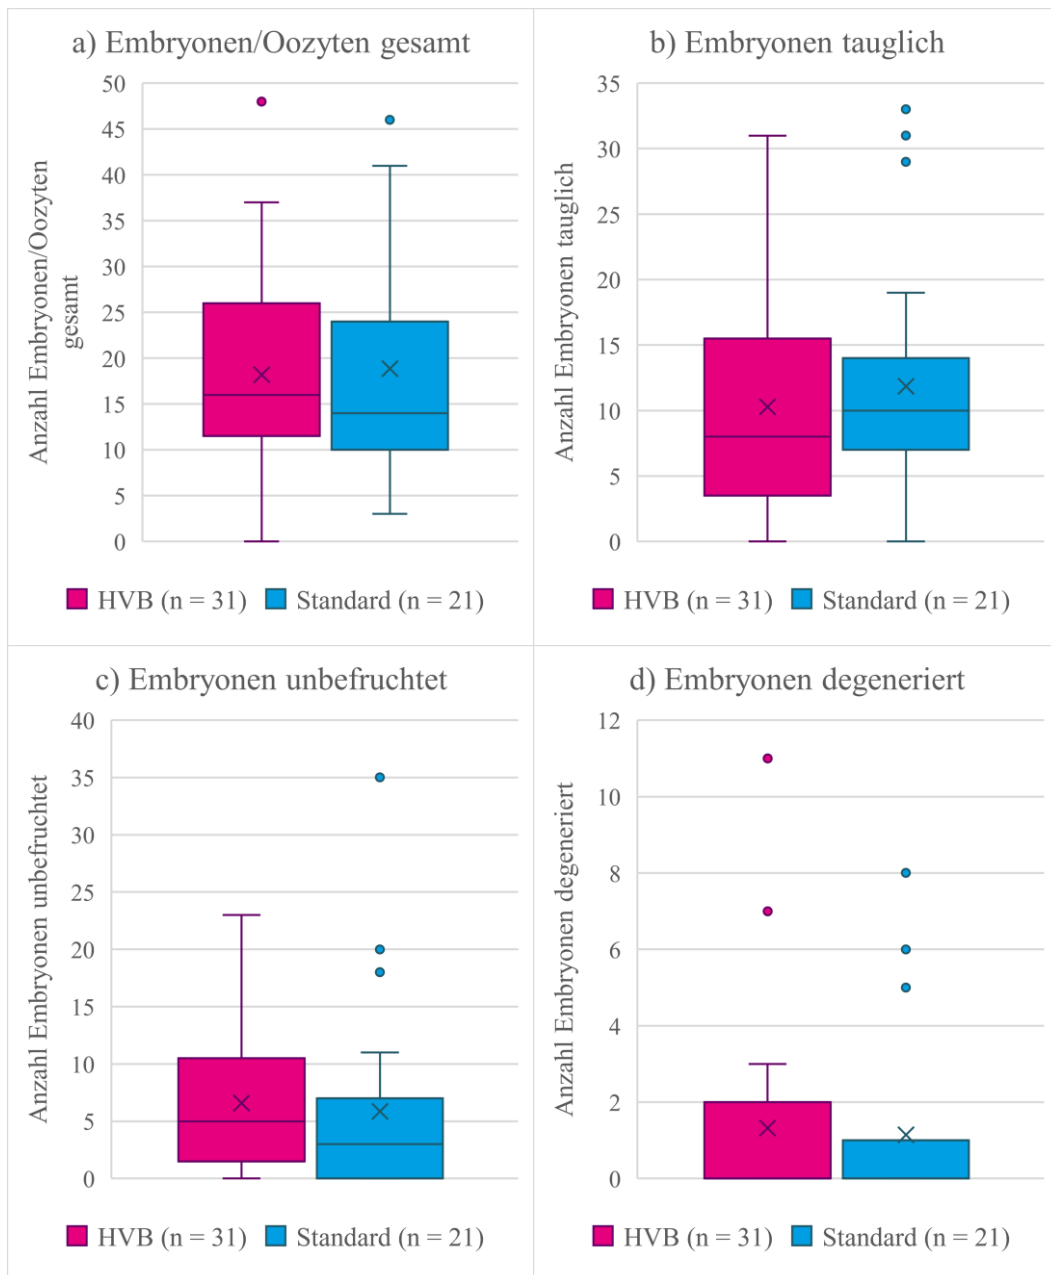 a) Embryonen/Oozyten gesamt
Anzahl Embryonen/Oozyten
gesamt
50
45
40
35
30
25
20
15
10
5
0
HVB (n = 31) Standard (n = 21)
b) Embryonen tauglich
Anzahl Embryonen tauglich
35
30
25
20
15
10
5
0
HVB (n = 31) Standard (n = 21)
c) Embryonen unbefruchtet
Anzahl Embryonen unbefruchtet
40
35
30
25
20
15
10
5
0
HVB (n = 31) Standard (n = 21)
d) Embryonen degeneriert
Anzahl Embryonen degeneriert
12
10
8
6
4
2
0
HVB (n = 31) Standard (n = 21)